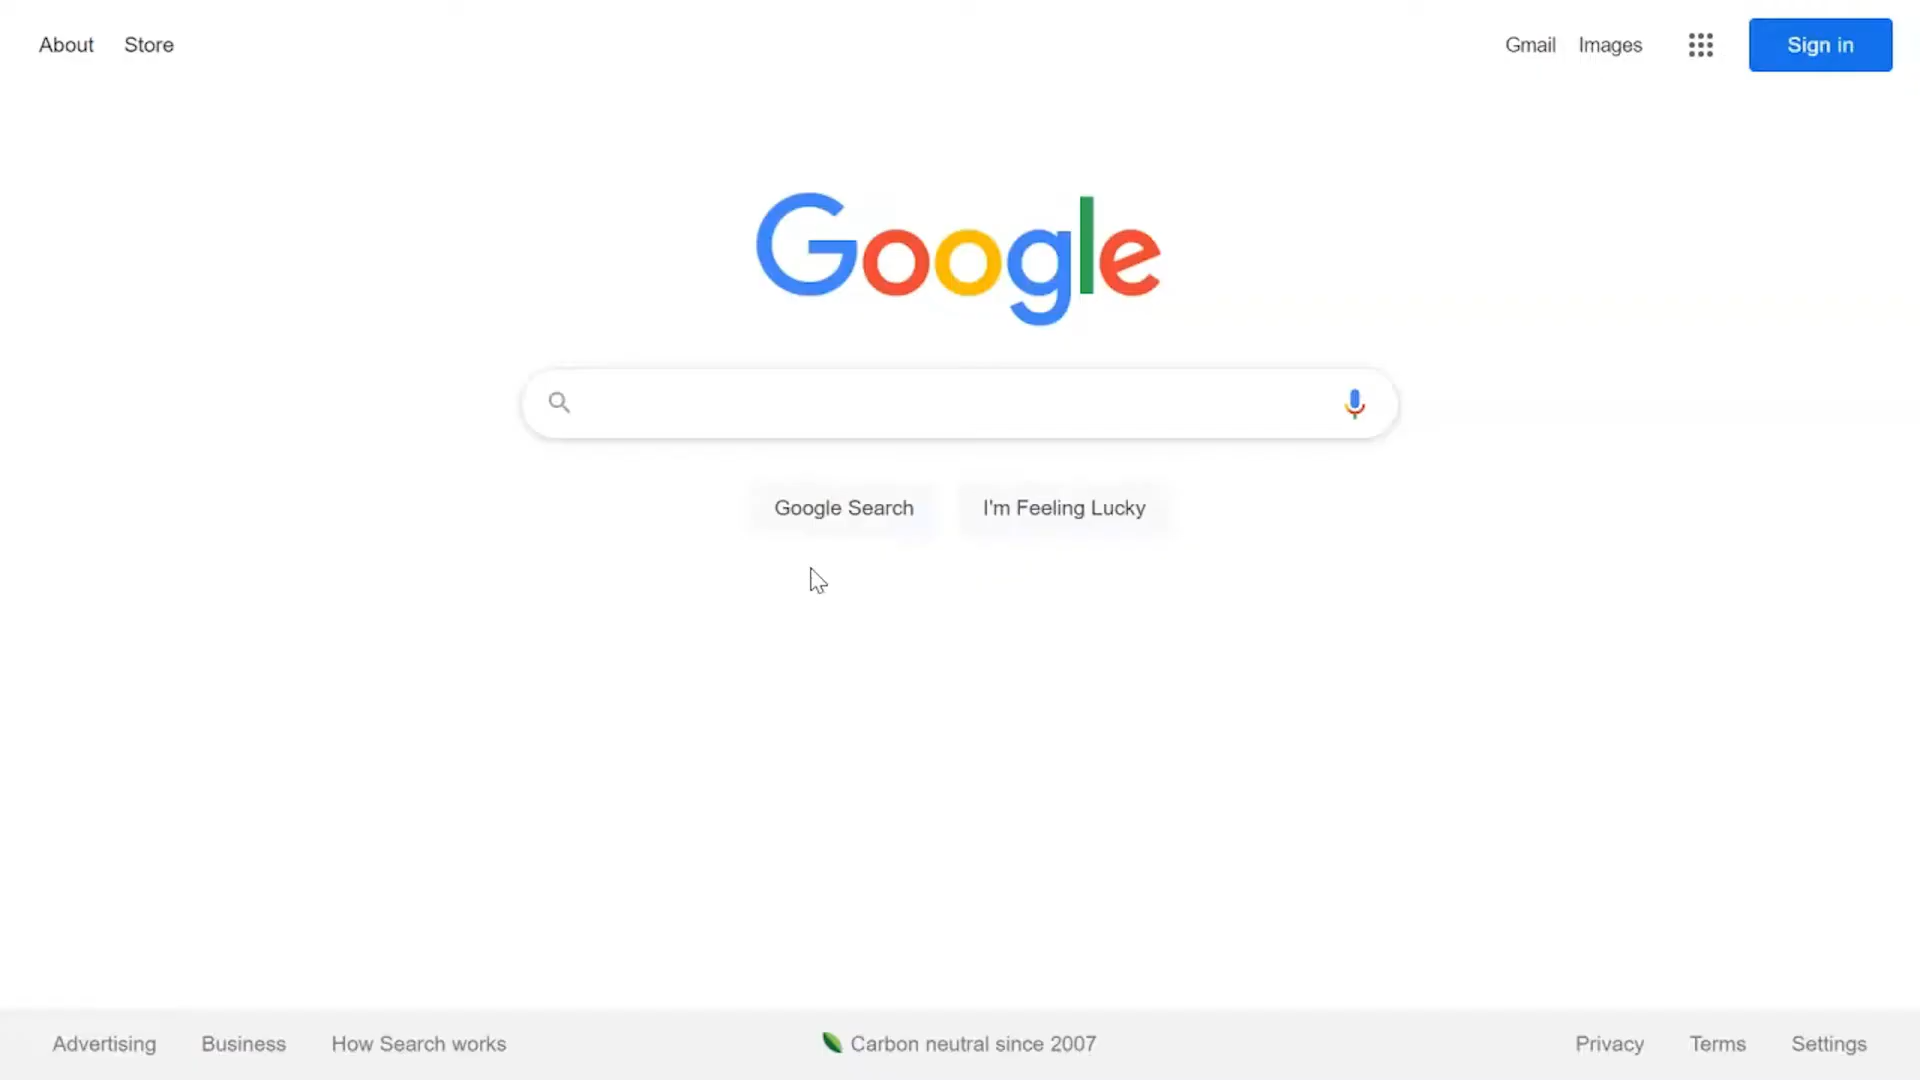 About Store Gmail Images Sign in
Google
Google Search I'm Feeling Lucky
Advertising Business How Search works Carbon neutral since 2007 Privacy Terms Settings